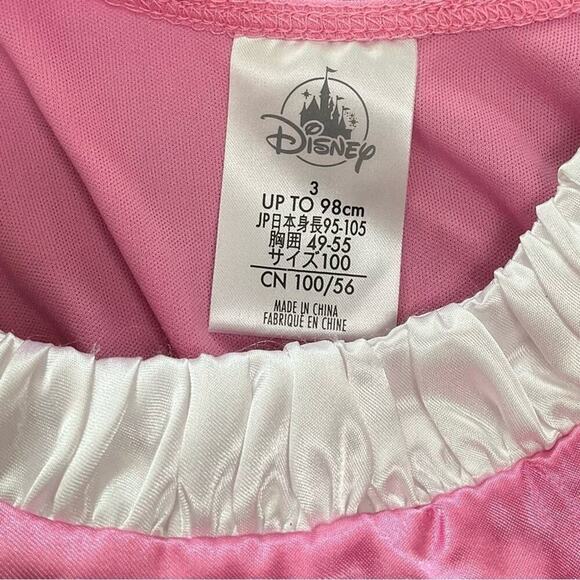 Disney
3
UP TO 98cm
JP日本身長95-105
胸囲 49-55
サイズ100
CN 100/56
MADE IN CHINA
FABRIQUÉ EN CHINE